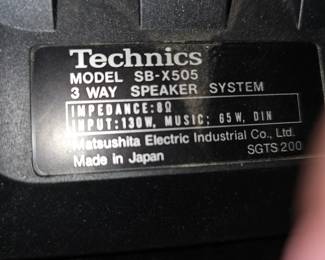 Technics
MODEL SB-X505
3 WAY SPEAKER SYSTEM
IMPEDANCE:8Ω
INPUT:130W, MUSIC; 65W, DIN
Matsushita Electric Industrial Co., Ltd.
Made in Japan SGTS 200